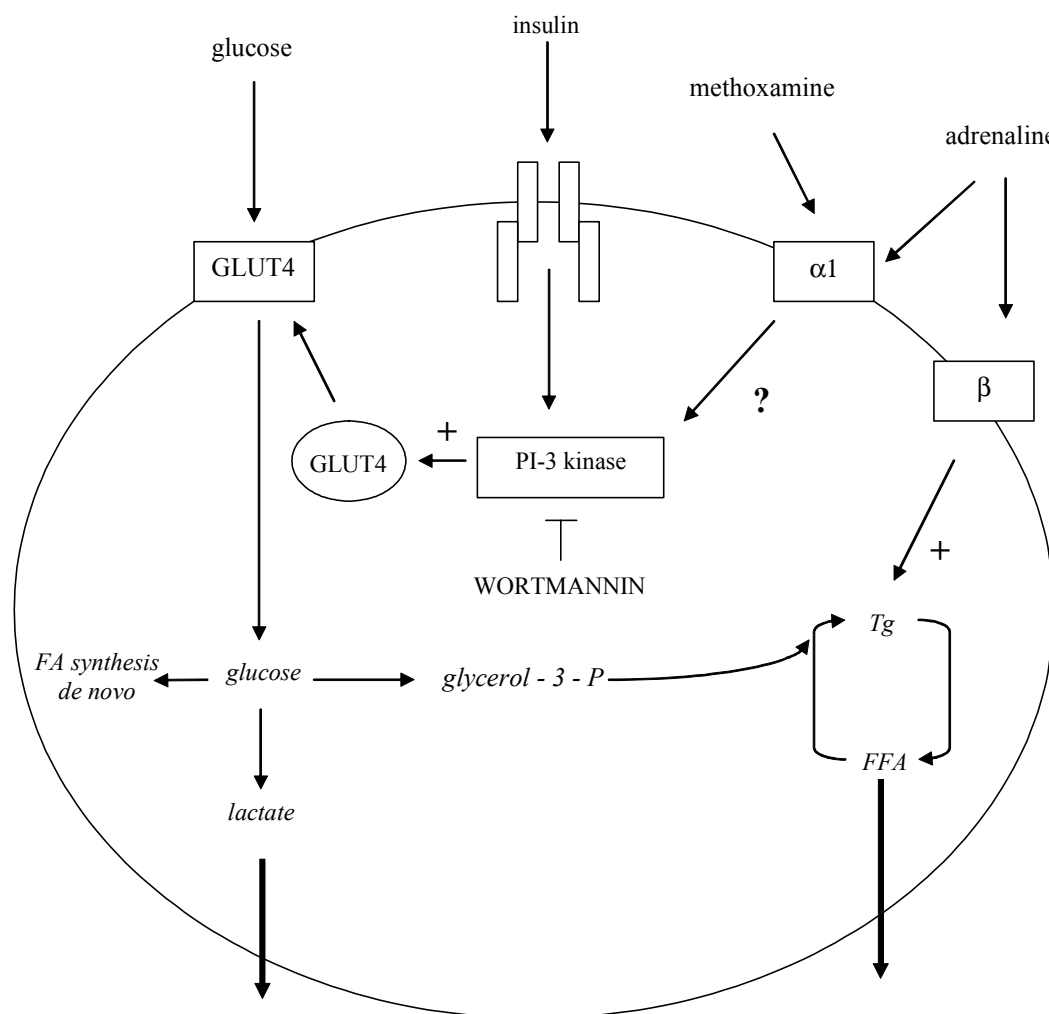 insulin
glucose
methoxamine
adrenaline
GLUT4
α1
β
?
+
GLUT4
PI-3 kinase
+
WORTMANNIN
Tg
FA synthesis
de novo
glucose
glycerol - 3 - P
FFA
lactate